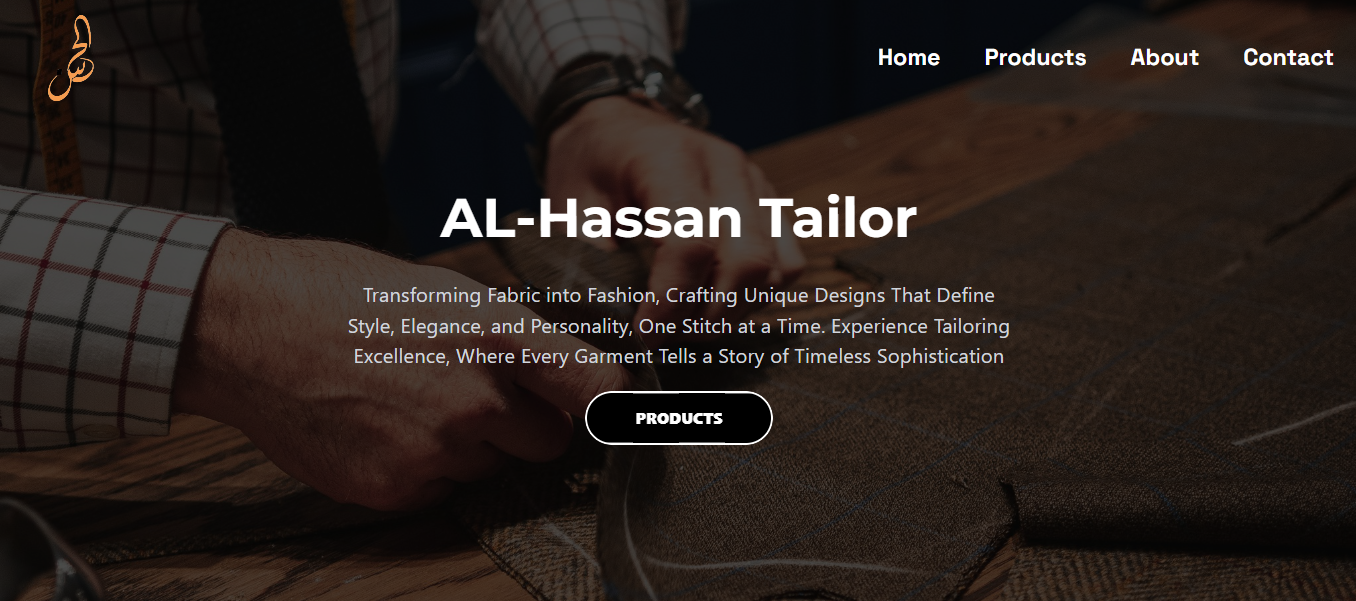 الحسن
Home Products About Contact
AL-Hassan Tailor
Transforming Fabric into Fashion, Crafting Unique Designs That Define
Style, Elegance, and Personality, One Stitch at a Time. Experience Tailoring
Excellence, Where Every Garment Tells a Story of Timeless Sophistication
PRODUCTS